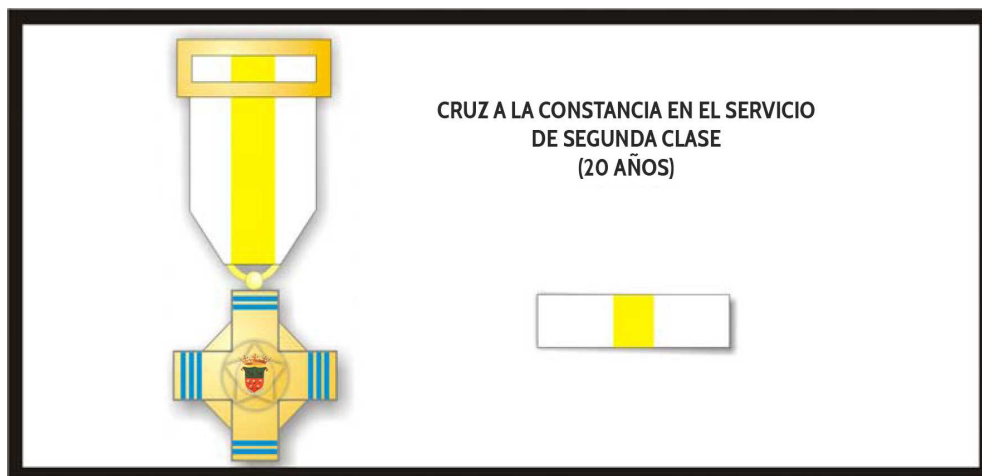 CRUZ A LA CONSTANCIA EN EL SERVICIO
DE SEGUNDA CLASE
(20 AÑOS)